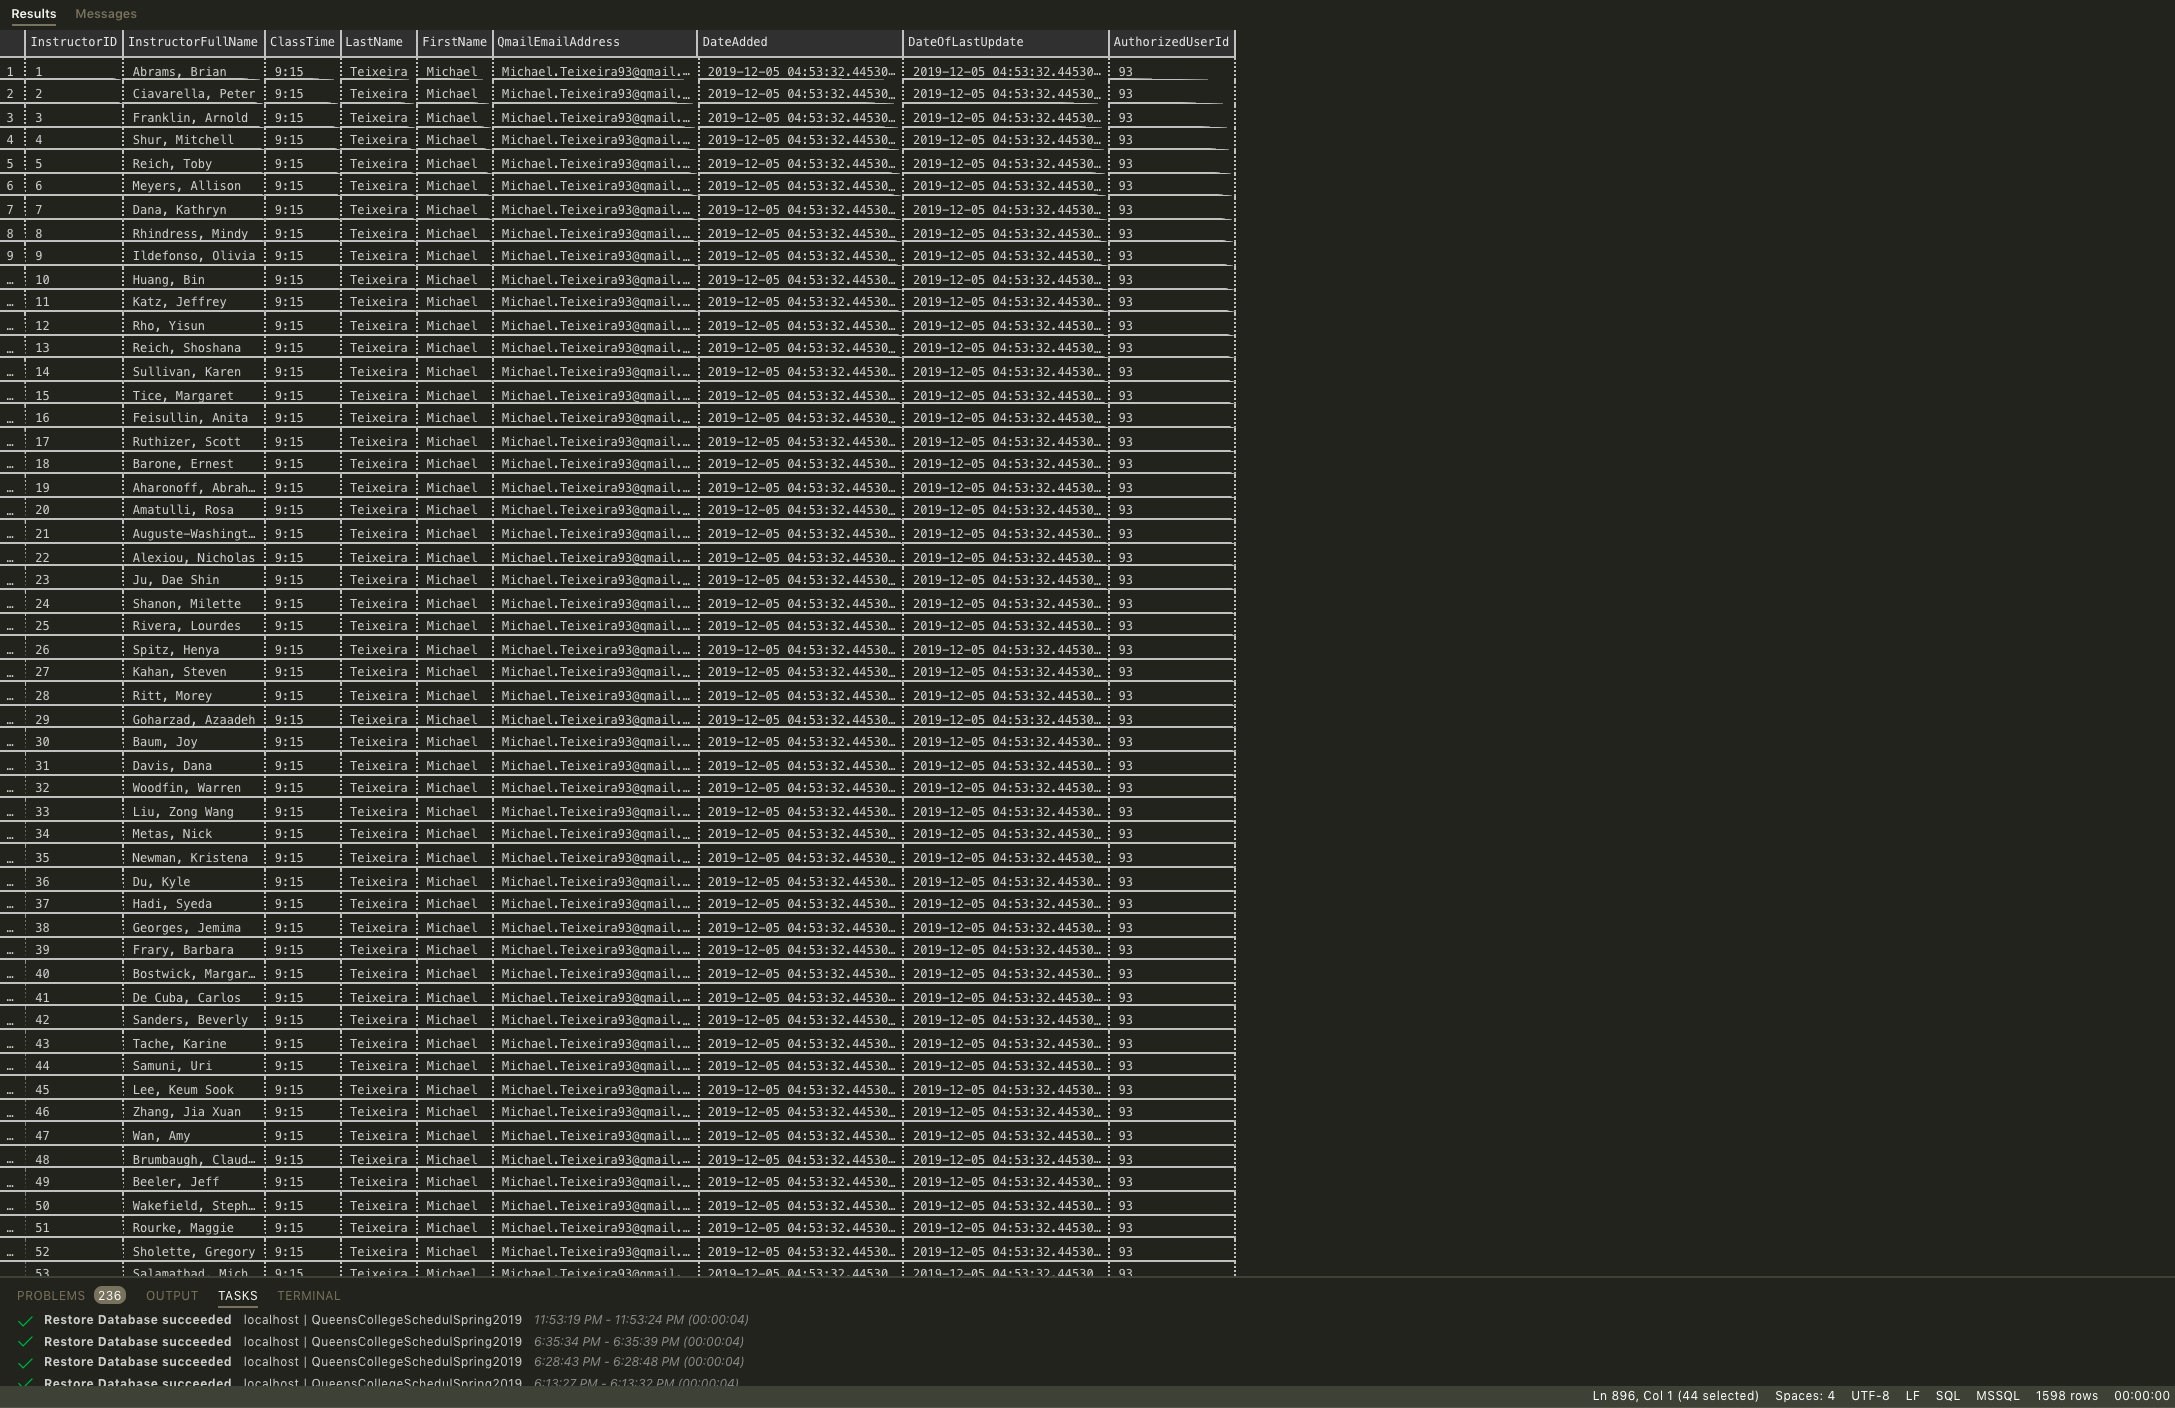 Results Messages
InstructorID InstructorFullName ClassTime LastName FirstName QmailEmailAddress DateAdded DateOfLastUpdate AuthorizedUserId
1 1 Abrams, Brian 9:15 Teixeira Michael Michael.Teixeira93@qmail.… 2019-12-05 04:53:32.44530… 2019-12-05 04:53:32.44530… 93
2 2 Ciavarella, Peter 9:15 Teixeira Michael Michael.Teixeira93@qmail.… 2019-12-05 04:53:32.44530… 2019-12-05 04:53:32.44530… 93
3 3 Franklin, Arnold 9:15 Teixeira Michael Michael.Teixeira93@qmail.… 2019-12-05 04:53:32.44530… 2019-12-05 04:53:32.44530… 93
4 4 Shur, Mitchell 9:15 Teixeira Michael Michael.Teixeira93@qmail.… 2019-12-05 04:53:32.44530… 2019-12-05 04:53:32.44530… 93
5 5 Reich, Toby 9:15 Teixeira Michael Michael.Teixeira93@qmail.… 2019-12-05 04:53:32.44530… 2019-12-05 04:53:32.44530… 93
6 6 Meyers, Allison 9:15 Teixeira Michael Michael.Teixeira93@qmail.… 2019-12-05 04:53:32.44530… 2019-12-05 04:53:32.44530… 93
7 7 Dana, Kathryn 9:15 Teixeira Michael Michael.Teixeira93@qmail.… 2019-12-05 04:53:32.44530… 2019-12-05 04:53:32.44530… 93
8 8 Rhindress, Mindy 9:15 Teixeira Michael Michael.Teixeira93@qmail.… 2019-12-05 04:53:32.44530… 2019-12-05 04:53:32.44530… 93
9 9 Ildefonso, Olivia 9:15 Teixeira Michael Michael.Teixeira93@qmail.… 2019-12-05 04:53:32.44530… 2019-12-05 04:53:32.44530… 93
… 10 Huang, Bin 9:15 Teixeira Michael Michael.Teixeira93@qmail.… 2019-12-05 04:53:32.44530… 2019-12-05 04:53:32.44530… 93
… 11 Katz, Jeffrey 9:15 Teixeira Michael Michael.Teixeira93@qmail.… 2019-12-05 04:53:32.44530… 2019-12-05 04:53:32.44530… 93
… 12 Rho, Yisun 9:15 Teixeira Michael Michael.Teixeira93@qmail.… 2019-12-05 04:53:32.44530… 2019-12-05 04:53:32.44530… 93
… 13 Reich, Shoshana 9:15 Teixeira Michael Michael.Teixeira93@qmail.… 2019-12-05 04:53:32.44530… 2019-12-05 04:53:32.44530… 93
… 14 Sullivan, Karen 9:15 Teixeira Michael Michael.Teixeira93@qmail.… 2019-12-05 04:53:32.44530… 2019-12-05 04:53:32.44530… 93
… 15 Tice, Margaret 9:15 Teixeira Michael Michael.Teixeira93@qmail.… 2019-12-05 04:53:32.44530… 2019-12-05 04:53:32.44530… 93
… 16 Feisullin, Anita 9:15 Teixeira Michael Michael.Teixeira93@qmail.… 2019-12-05 04:53:32.44530… 2019-12-05 04:53:32.44530… 93
… 17 Ruthizer, Scott 9:15 Teixeira Michael Michael.Teixeira93@qmail.… 2019-12-05 04:53:32.44530… 2019-12-05 04:53:32.44530… 93
… 18 Barone, Ernest 9:15 Teixeira Michael Michael.Teixeira93@qmail.… 2019-12-05 04:53:32.44530… 2019-12-05 04:53:32.44530… 93
… 19 Aharonoff, Abrah… 9:15 Teixeira Michael Michael.Teixeira93@qmail.… 2019-12-05 04:53:32.44530… 2019-12-05 04:53:32.44530… 93
… 20 Amatulli, Rosa 9:15 Teixeira Michael Michael.Teixeira93@qmail.… 2019-12-05 04:53:32.44530… 2019-12-05 04:53:32.44530… 93
… 21 Auguste-Washingt… 9:15 Teixeira Michael Michael.Teixeira93@qmail.… 2019-12-05 04:53:32.44530… 2019-12-05 04:53:32.44530… 93
… 22 Alexiou, Nicholas 9:15 Teixeira Michael Michael.Teixeira93@qmail.… 2019-12-05 04:53:32.44530… 2019-12-05 04:53:32.44530… 93
… 23 Ju, Dae Shin 9:15 Teixeira Michael Michael.Teixeira93@qmail.… 2019-12-05 04:53:32.44530… 2019-12-05 04:53:32.44530… 93
… 24 Shanon, Milette 9:15 Teixeira Michael Michael.Teixeira93@qmail.… 2019-12-05 04:53:32.44530… 2019-12-05 04:53:32.44530… 93
… 25 Rivera, Lourdes 9:15 Teixeira Michael Michael.Teixeira93@qmail.… 2019-12-05 04:53:32.44530… 2019-12-05 04:53:32.44530… 93
… 26 Spitz, Henya 9:15 Teixeira Michael Michael.Teixeira93@qmail.… 2019-12-05 04:53:32.44530… 2019-12-05 04:53:32.44530… 93
… 27 Kahan, Steven 9:15 Teixeira Michael Michael.Teixeira93@qmail.… 2019-12-05 04:53:32.44530… 2019-12-05 04:53:32.44530… 93
… 28 Ritt, Morey 9:15 Teixeira Michael Michael.Teixeira93@qmail.… 2019-12-05 04:53:32.44530… 2019-12-05 04:53:32.44530… 93
… 29 Goharzad, Azaadeh 9:15 Teixeira Michael Michael.Teixeira93@qmail.… 2019-12-05 04:53:32.44530… 2019-12-05 04:53:32.44530… 93
… 30 Baum, Joy 9:15 Teixeira Michael Michael.Teixeira93@qmail.… 2019-12-05 04:53:32.44530… 2019-12-05 04:53:32.44530… 93
… 31 Davis, Dana 9:15 Teixeira Michael Michael.Teixeira93@qmail.… 2019-12-05 04:53:32.44530… 2019-12-05 04:53:32.44530… 93
… 32 Woodfin, Warren 9:15 Teixeira Michael Michael.Teixeira93@qmail.… 2019-12-05 04:53:32.44530… 2019-12-05 04:53:32.44530… 93
… 33 Liu, Zong Wang 9:15 Teixeira Michael Michael.Teixeira93@qmail.… 2019-12-05 04:53:32.44530… 2019-12-05 04:53:32.44530… 93
… 34 Metas, Nick 9:15 Teixeira Michael Michael.Teixeira93@qmail.… 2019-12-05 04:53:32.44530… 2019-12-05 04:53:32.44530… 93
… 35 Newman, Kristena 9:15 Teixeira Michael Michael.Teixeira93@qmail.… 2019-12-05 04:53:32.44530… 2019-12-05 04:53:32.44530… 93
… 36 Du, Kyle 9:15 Teixeira Michael Michael.Teixeira93@qmail.… 2019-12-05 04:53:32.44530… 2019-12-05 04:53:32.44530… 93
… 37 Hadi, Syeda 9:15 Teixeira Michael Michael.Teixeira93@qmail.… 2019-12-05 04:53:32.44530… 2019-12-05 04:53:32.44530… 93
… 38 Georges, Jemima 9:15 Teixeira Michael Michael.Teixeira93@qmail.… 2019-12-05 04:53:32.44530… 2019-12-05 04:53:32.44530… 93
… 39 Frary, Barbara 9:15 Teixeira Michael Michael.Teixeira93@qmail.… 2019-12-05 04:53:32.44530… 2019-12-05 04:53:32.44530… 93
… 40 Bostwick, Margar… 9:15 Teixeira Michael Michael.Teixeira93@qmail.… 2019-12-05 04:53:32.44530… 2019-12-05 04:53:32.44530… 93
… 41 De Cuba, Carlos 9:15 Teixeira Michael Michael.Teixeira93@qmail.… 2019-12-05 04:53:32.44530… 2019-12-05 04:53:32.44530… 93
… 42 Sanders, Beverly 9:15 Teixeira Michael Michael.Teixeira93@qmail.… 2019-12-05 04:53:32.44530… 2019-12-05 04:53:32.44530… 93
… 43 Tache, Karine 9:15 Teixeira Michael Michael.Teixeira93@qmail.… 2019-12-05 04:53:32.44530… 2019-12-05 04:53:32.44530… 93
… 44 Samuni, Uri 9:15 Teixeira Michael Michael.Teixeira93@qmail.… 2019-12-05 04:53:32.44530… 2019-12-05 04:53:32.44530… 93
… 45 Lee, Keum Sook 9:15 Teixeira Michael Michael.Teixeira93@qmail.… 2019-12-05 04:53:32.44530… 2019-12-05 04:53:32.44530… 93
… 46 Zhang, Jia Xuan 9:15 Teixeira Michael Michael.Teixeira93@qmail.… 2019-12-05 04:53:32.44530… 2019-12-05 04:53:32.44530… 93
… 47 Wan, Amy 9:15 Teixeira Michael Michael.Teixeira93@qmail.… 2019-12-05 04:53:32.44530… 2019-12-05 04:53:32.44530… 93
… 48 Brumbaugh, Claud… 9:15 Teixeira Michael Michael.Teixeira93@qmail.… 2019-12-05 04:53:32.44530… 2019-12-05 04:53:32.44530… 93
… 49 Beeler, Jeff 9:15 Teixeira Michael Michael.Teixeira93@qmail.… 2019-12-05 04:53:32.44530… 2019-12-05 04:53:32.44530… 93
… 50 Wakefield, Steph… 9:15 Teixeira Michael Michael.Teixeira93@qmail.… 2019-12-05 04:53:32.44530… 2019-12-05 04:53:32.44530… 93
… 51 Rourke, Maggie 9:15 Teixeira Michael Michael.Teixeira93@qmail.… 2019-12-05 04:53:32.44530… 2019-12-05 04:53:32.44530… 93
… 52 Sholette, Gregory 9:15 Teixeira Michael Michael.Teixeira93@qmail.… 2019-12-05 04:53:32.44530… 2019-12-05 04:53:32.44530… 93
53 Salamatbad, Mich… 9:15 Teixeira Michael Michael.Teixeira93@qmail.… 2019-12-05 04:53:32.44530… 2019-12-05 04:53:32.44530… 93
PROBLEMS 236 OUTPUT TASKS TERMINAL
Restore Database succeeded localhost | QueensCollegeSchedulSpring2019 11:53:19 PM - 11:53:24 PM (00:00:04)
Restore Database succeeded localhost | QueensCollegeSchedulSpring2019 6:35:34 PM - 6:35:39 PM (00:00:04)
Restore Database succeeded localhost | QueensCollegeSchedulSpring2019 6:28:43 PM - 6:28:48 PM (00:00:04)
Restore Database succeeded localhost | QueensCollegeSchedulSpring2019 6:13:27 PM - 6:13:32 PM (00:00:04)
Ln 896, Col 1 (44 selected) Spaces: 4 UTF-8 LF SQL MSSQL 1598 rows 00:00:00